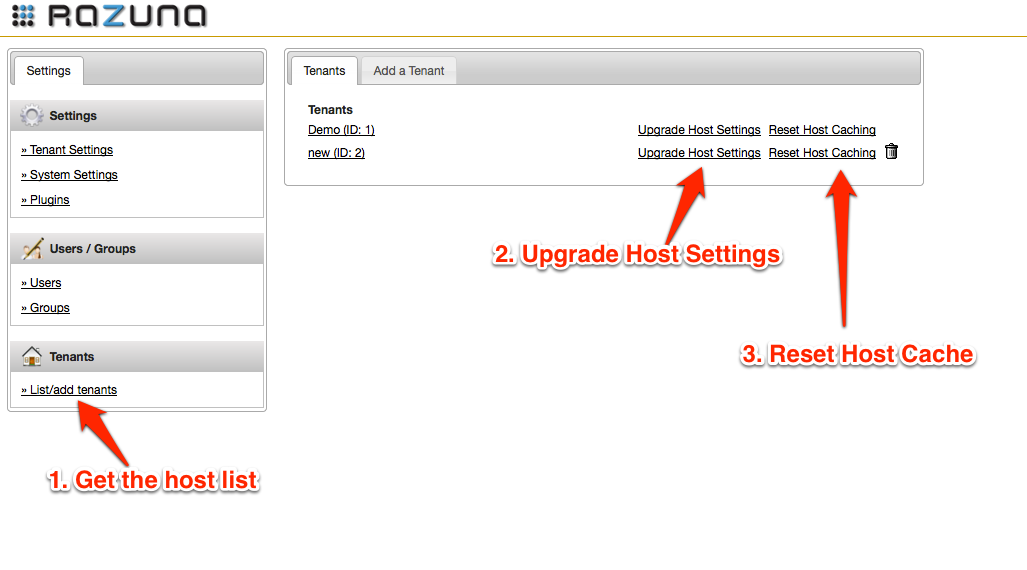 RAZUNA
Settings
Tenants Add a Tenant
Settings
» Tenant Settings
» System Settings
» Plugins
Users / Groups
» Users
» Groups
Tenants
» List/add tenants
Tenants
Demo (ID: 1) Upgrade Host Settings Reset Host Caching
new (ID: 2) Upgrade Host Settings Reset Host Caching
2. Upgrade Host Settings
3. Reset Host Cache
1. Get the host list